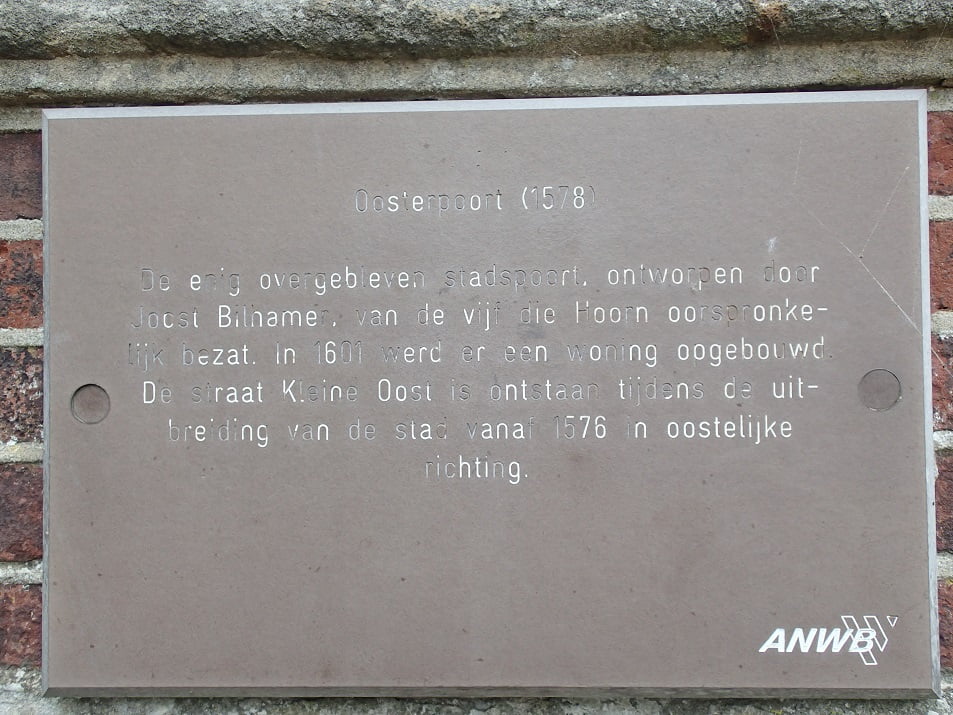 Oosterpoort (1578)
De enig overgebleven stadspoort, ontworpen door
Joost Bilhamer, van de vijf die Hoorn oorspronke-
lijk bezat. In 1601 werd er een woning opgebouwd.
De straat Kleine Oost is ontstaan tijdens de uit-
breiding van de stad vanaf 1576 in oostelijke
richting.
ANWB